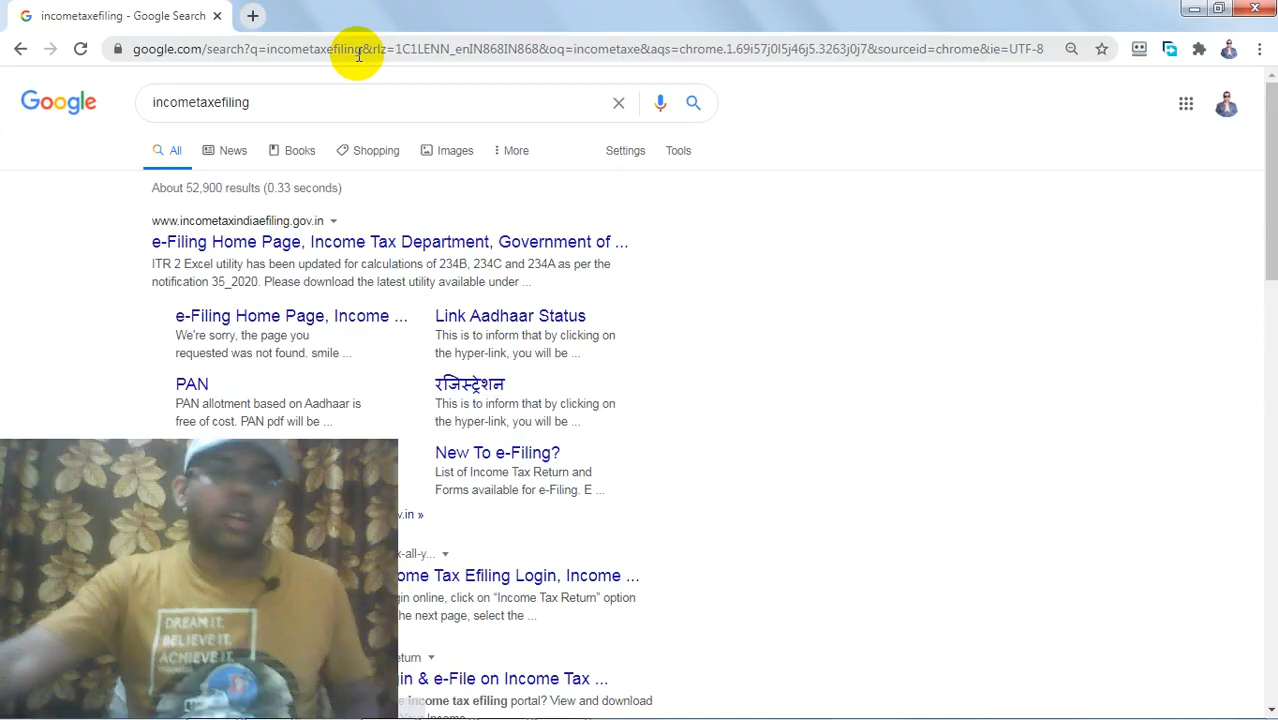 incometaxefiling - Google Search
google.com/search?q=incometaxefiling&rlz=1C1LENN_enIN868IN868&oq=incometaxe&aqs=chrome.1.69i57j0l5j46j5.3263j0j7&sourceid=chrome&ie=UTF-8
Google
incometaxefiling
All News Books Shopping Images More Settings Tools
About 52,900 results (0.33 seconds)
www.incometaxindiaefiling.gov.in
e-Filing Home Page, Income Tax Department, Government of ...
ITR 2 Excel utility has been updated for calculations of 234B, 234C and 234A as per the
notification 35_2020. Please download the latest utility available under ...
e-Filing Home Page, Income ...
We're sorry, the page you
requested was not found. smile ...
Link Aadhaar Status
This is to inform that by clicking on
the hyper-link, you will be ...
PAN
PAN allotment based on Aadhaar is
free of cost. PAN pdf will be ...
रजिस्ट्रेशन
This is to inform that by clicking on
the hyper-link, you will be ...
New To e-Filing?
List of Income Tax Return and
Forms available for e-Filing. E ...
.in »
x-all-y...
ome Tax Efiling Login, Income ...
gin online, click on “Income Tax Return” option
the next page, select the ...
eturn
in & e-File on Income Tax ...
income tax efiling portal? View and download
DREAM IT.
BELIEVE IT.
ACHIEVE IT.